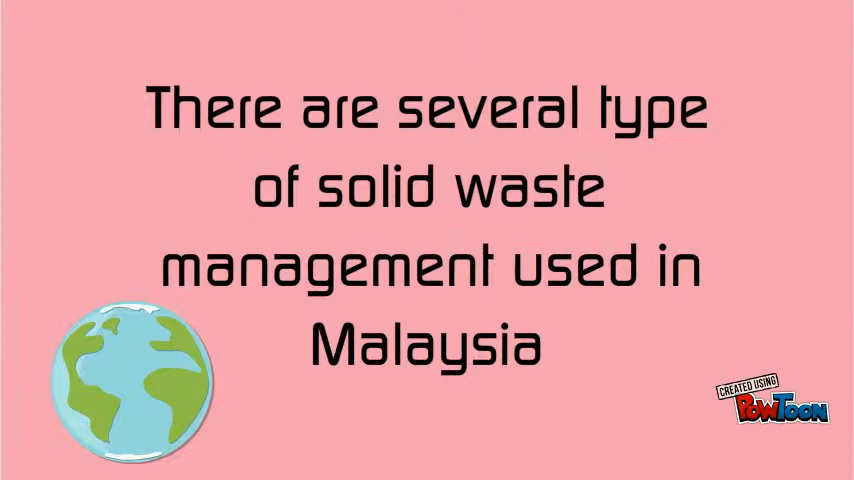 There are several type
of solid waste
management used in
Malaysia
CREATED USING
POWTOON